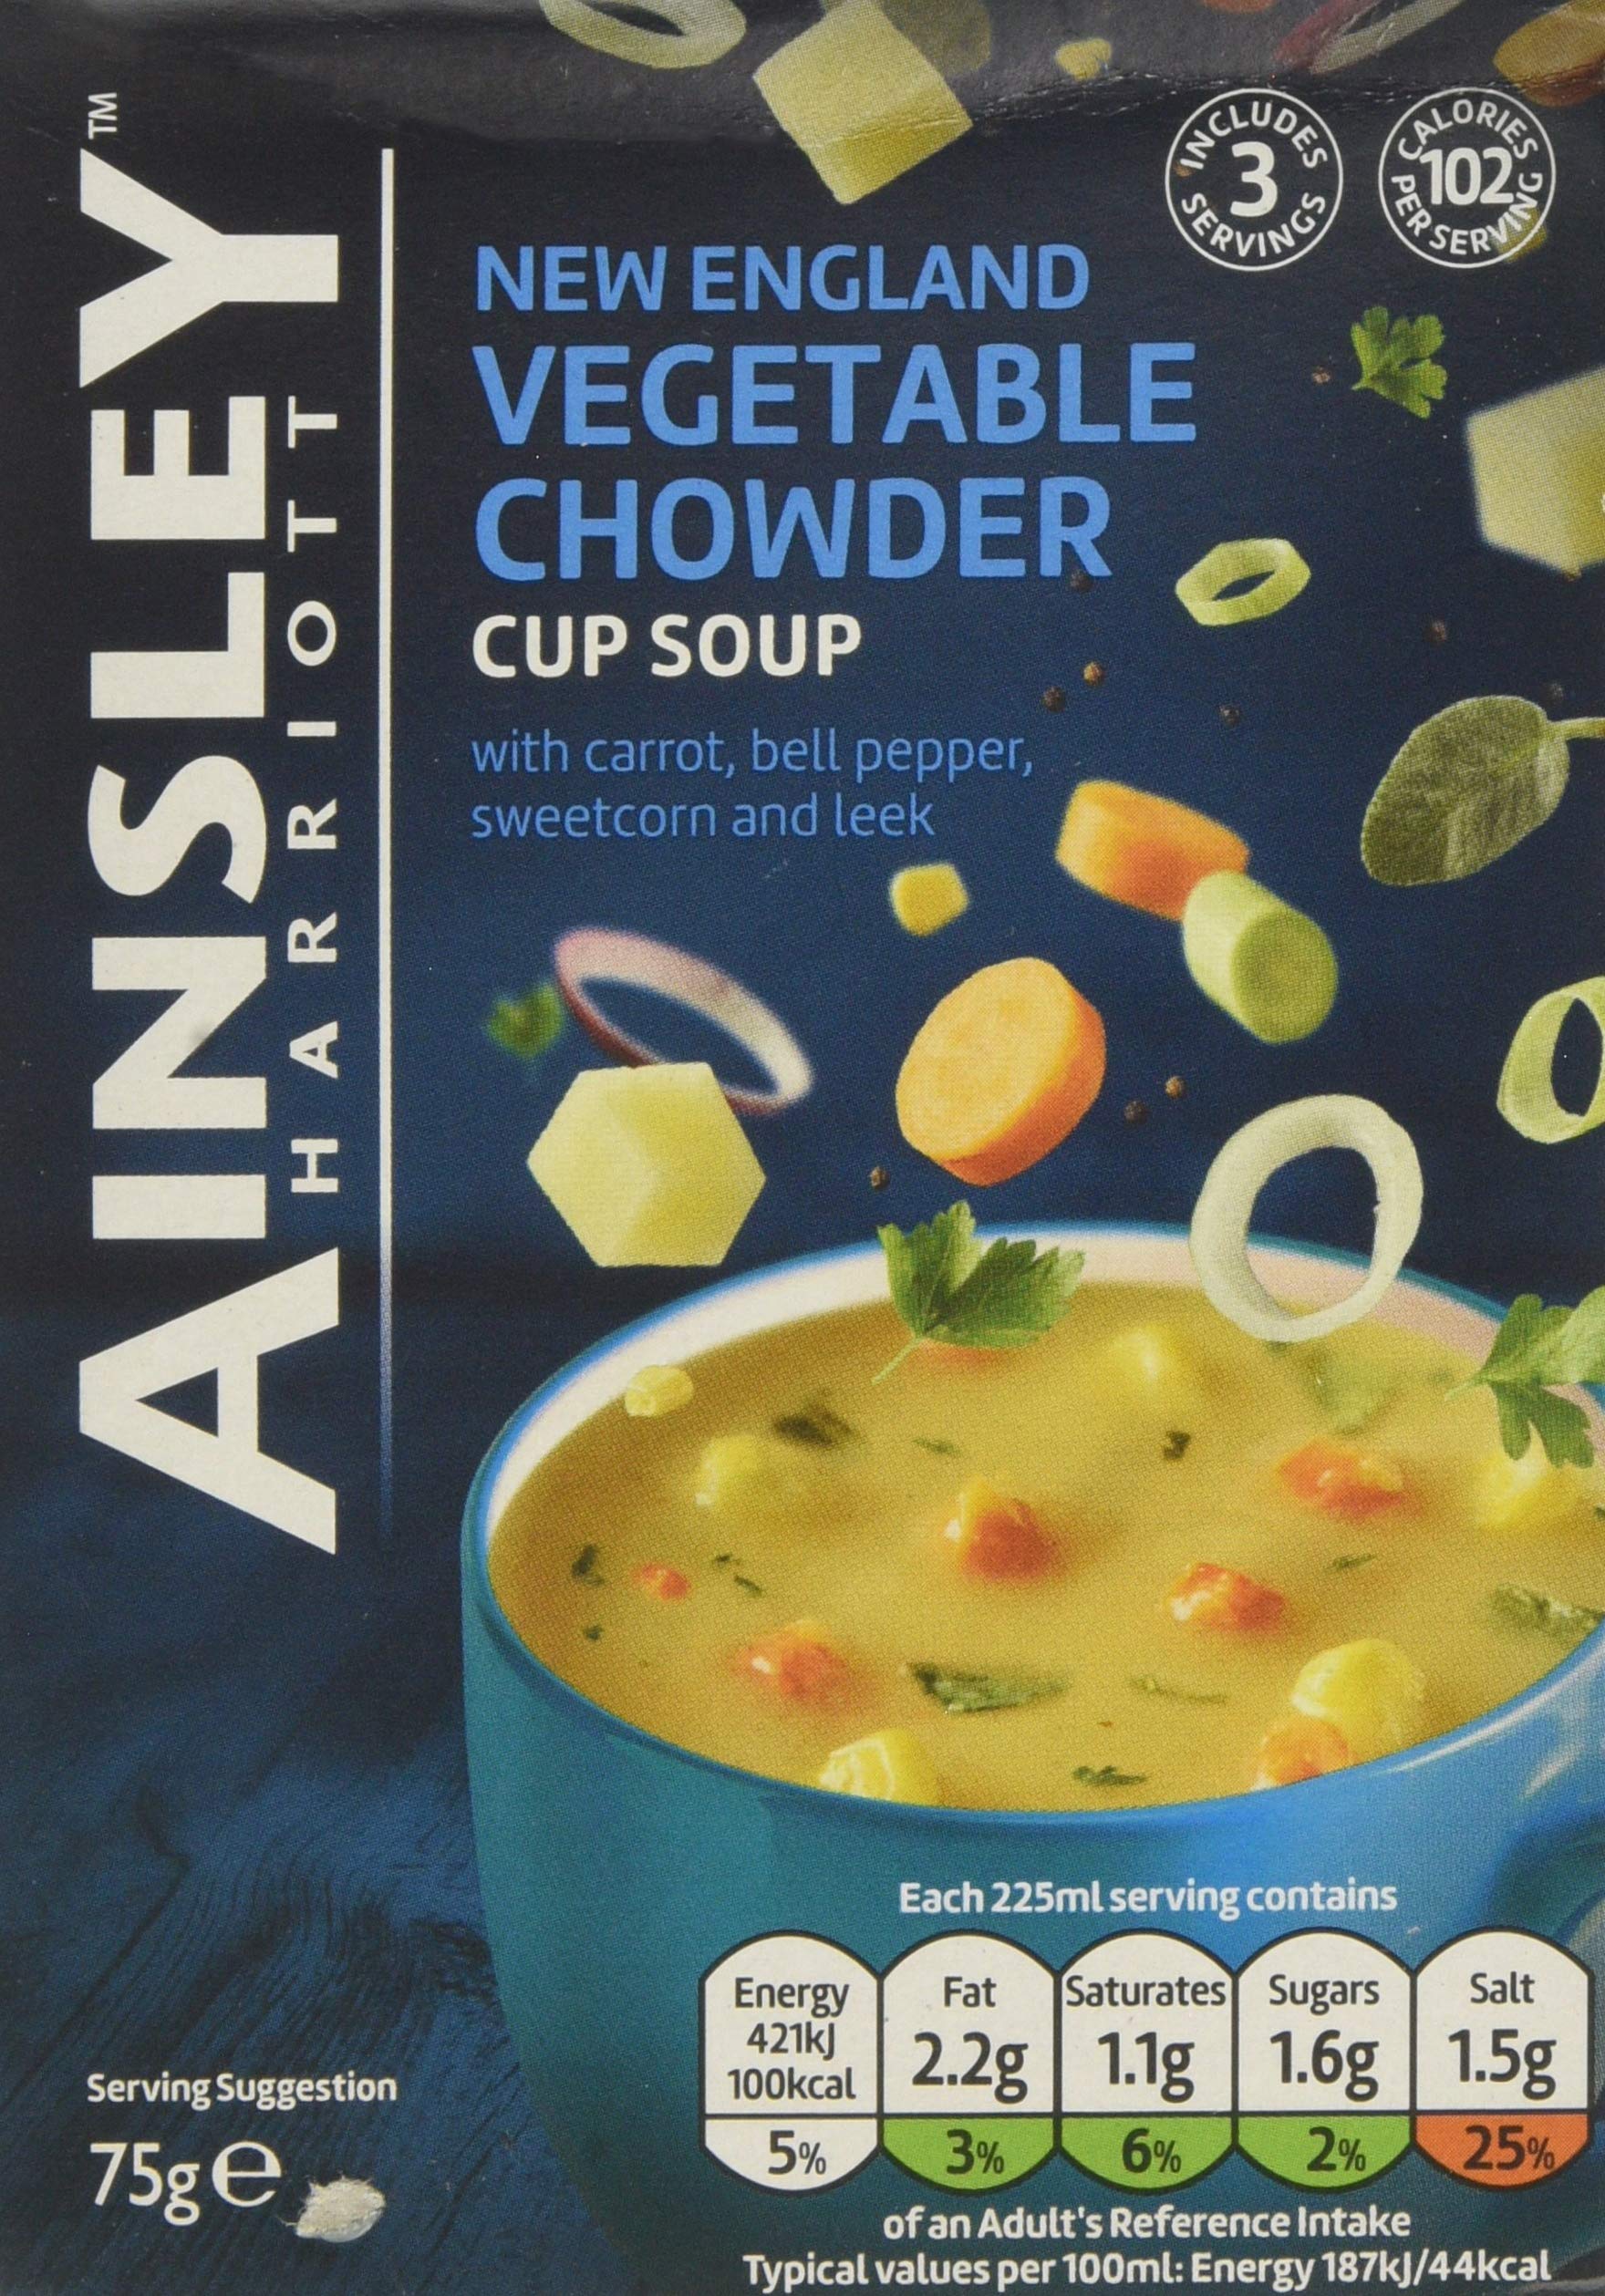 AINSLEY™
HARRIOTT
INCLUDES
3
SERVINGS
CALORIES
102
PER SERVING
NEW ENGLAND
VEGETABLE
CHOWDER
CUP SOUP
with carrot, bell pepper,
sweetcorn and leek
Each 225ml serving contains
Energy
421kJ
100kcal
5%
Fat
2.2g
3%
Saturates
1.1g
6%
Sugars
1.6g
2%
Salt
1.5g
25%
of an Adult's Reference Intake
Typical values per 100ml: Energy 187kJ/44kcal
Serving Suggestion
75g e